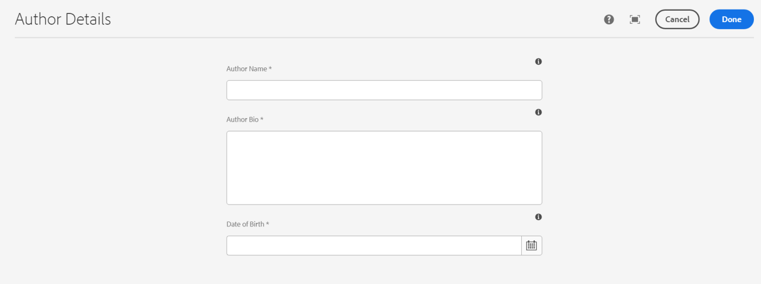 Author Details
Cancel
Done
Author Name *
Author Bio *
Date of Birth *